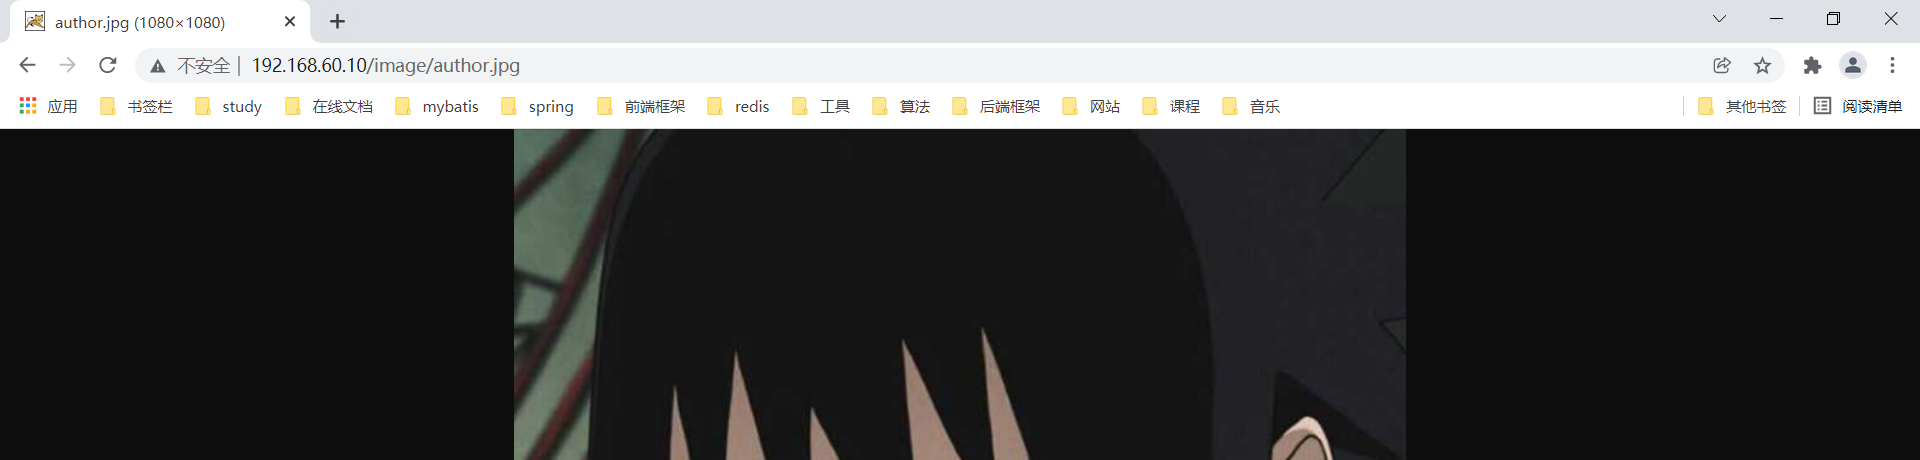 author.jpg (1080×1080)
不安全 | 192.168.60.10/image/author.jpg
应用 书签栏 study 在线文档 mybatis spring 前端框架 redis 工具 算法 后端框架 网站 课程 音乐 其他书签 阅读清单